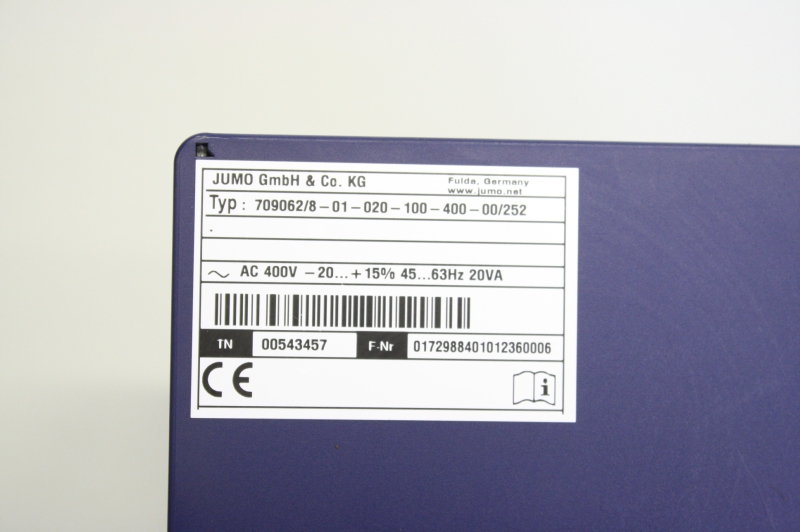 JUMO GmbH & Co. KG
Fulda, Germany
www.jumo.net
Typ : 709062/8-01-020-100-400-00/252
.
~ AC 400V -20...+15% 45...63Hz 20VA
TN 00543457 F-Nr 0172988401012360006
CE
i